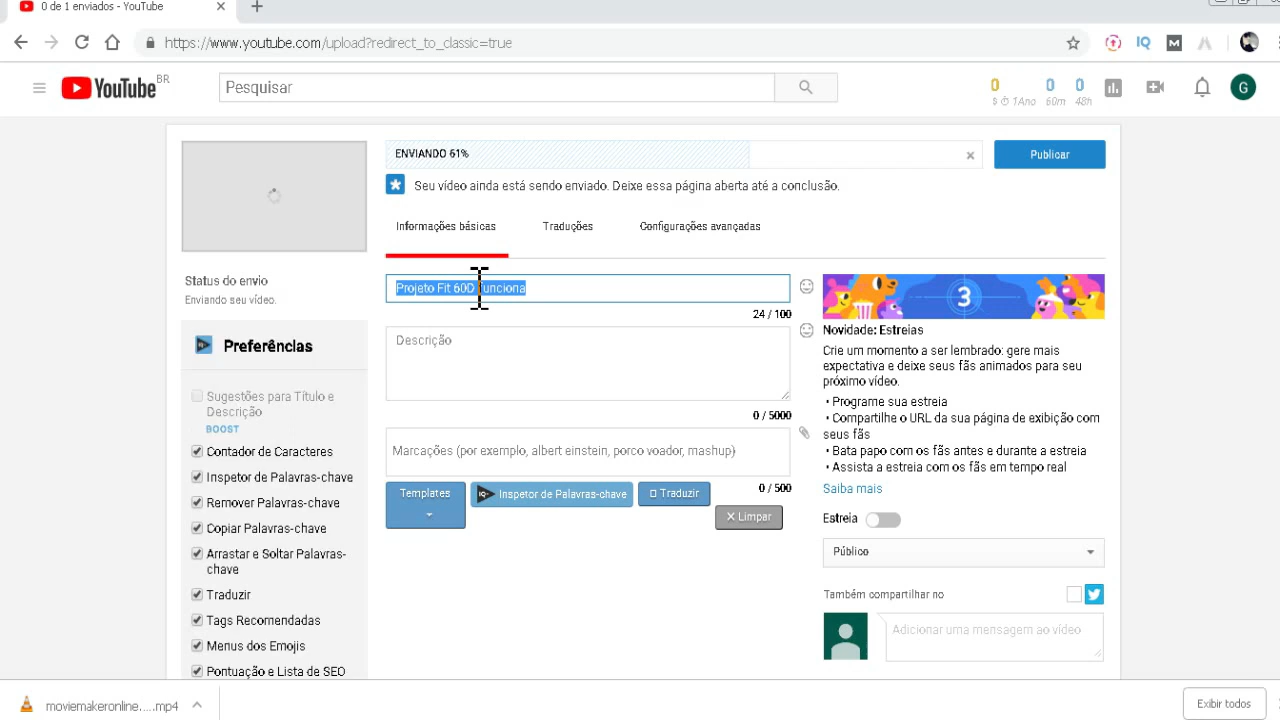 0 de 1 enviados - YouTube
https://www.youtube.com/upload?redirect_to_classic=true
YouTube BR
Pesquisar
0 0 0
$ 1Ano 60m 48h
G
ENVIANDO 61%
Publicar
Seu vídeo ainda está sendo enviado. Deixe essa página aberta até a conclusão.
Informações básicas Traduções Configurações avançadas
Status do envio
Enviando seu vídeo.
Preferências
Sugestões para Título e
Descrição
BOOST
Contador de Caracteres
Inspetor de Palavras-chave
Remover Palavras-chave
Copiar Palavras-chave
Arrastar e Soltar Palavras-
chave
Traduzir
Tags Recomendadas
Menus dos Emojis
Pontuação e Lista de SEO
Projeto Fit 60D funciona
24 / 100
Descrição
0 / 5000
Marcações (por exemplo, albert einstein, porco voador, mashup)
0 / 500
Templates
Inspetor de Palavras-chave
Traduzir
Limpar
3
Novidade: Estreias
Crie um momento a ser lembrado: gere mais
expectativa e deixe seus fãs animados para seu
próximo vídeo.
• Programe sua estreia
• Compartilhe o URL da sua página de exibição com
seus fãs
• Bata papo com os fãs antes e durante a estreia
• Assista a estreia com os fãs em tempo real
Saiba mais
Estreia
Público
Também compartilhar no
Adicionar uma mensagem ao vídeo
moviemakeronline.....mp4
Exibir todos